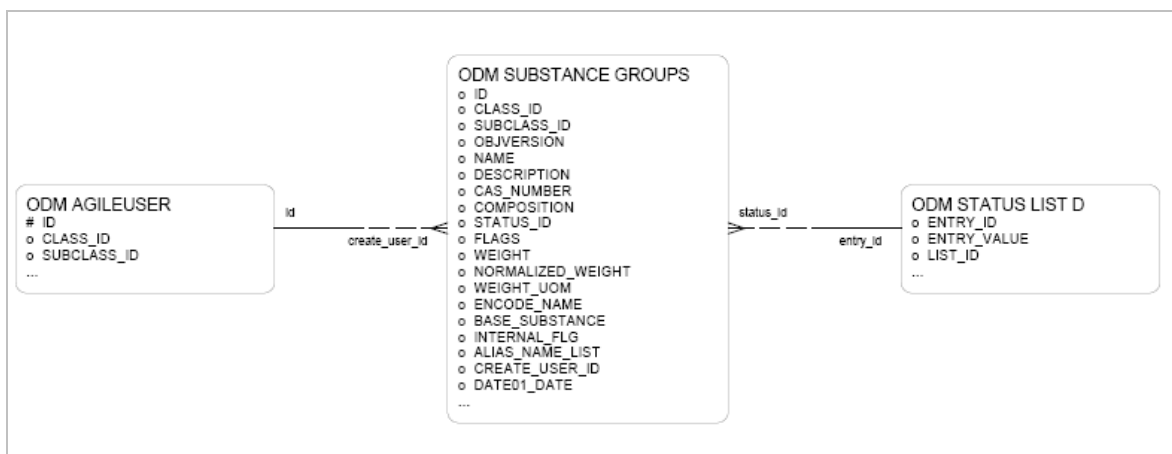 ODM AGILEUSER
# ID
o CLASS_ID
o SUBCLASS_ID
...
id
create_user_id
ODM SUBSTANCE GROUPS
o ID
o CLASS_ID
o SUBCLASS_ID
o OBJVERSION
o NAME
o DESCRIPTION
o CAS_NUMBER
o COMPOSITION
o STATUS_ID
o FLAGS
o WEIGHT
o NORMALIZED_WEIGHT
o WEIGHT_UOM
o ENCODE_NAME
o BASE_SUBSTANCE
o INTERNAL_FLG
o ALIAS_NAME_LIST
o CREATE_USER_ID
o DATE01_DATE
...
status_id
entry_id
ODM STATUS LIST D
o ENTRY_ID
o ENTRY_VALUE
o LIST_ID
...